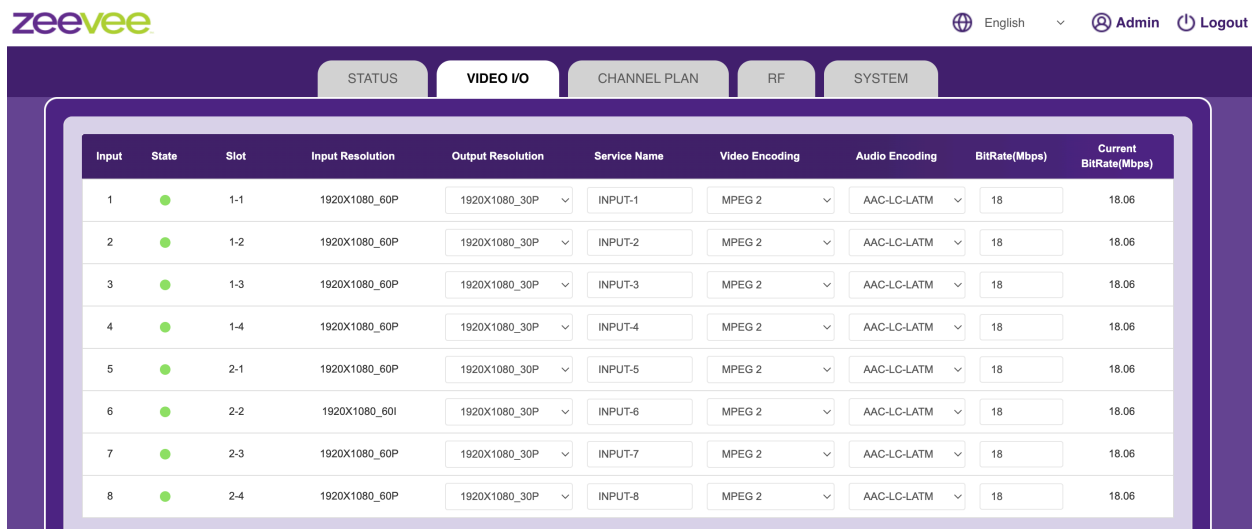 zeevee
English Admin Logout
STATUS VIDEO I/O CHANNEL PLAN RF SYSTEM
Input State Slot Input Resolution Output Resolution Service Name Video Encoding Audio Encoding BitRate(Mbps) Current BitRate(Mbps)
1 1-1 1920X1080_60P 1920X1080_30P INPUT-1 MPEG 2 AAC-LC-LATM 18 18.06
2 1-2 1920X1080_60P 1920X1080_30P INPUT-2 MPEG 2 AAC-LC-LATM 18 18.06
3 1-3 1920X1080_60P 1920X1080_30P INPUT-3 MPEG 2 AAC-LC-LATM 18 18.06
4 1-4 1920X1080_60P 1920X1080_30P INPUT-4 MPEG 2 AAC-LC-LATM 18 18.06
5 2-1 1920X1080_60P 1920X1080_30P INPUT-5 MPEG 2 AAC-LC-LATM 18 18.06
6 2-2 1920X1080_60I 1920X1080_30P INPUT-6 MPEG 2 AAC-LC-LATM 18 18.06
7 2-3 1920X1080_60P 1920X1080_30P INPUT-7 MPEG 2 AAC-LC-LATM 18 18.06
8 2-4 1920X1080_60P 1920X1080_30P INPUT-8 MPEG 2 AAC-LC-LATM 18 18.06